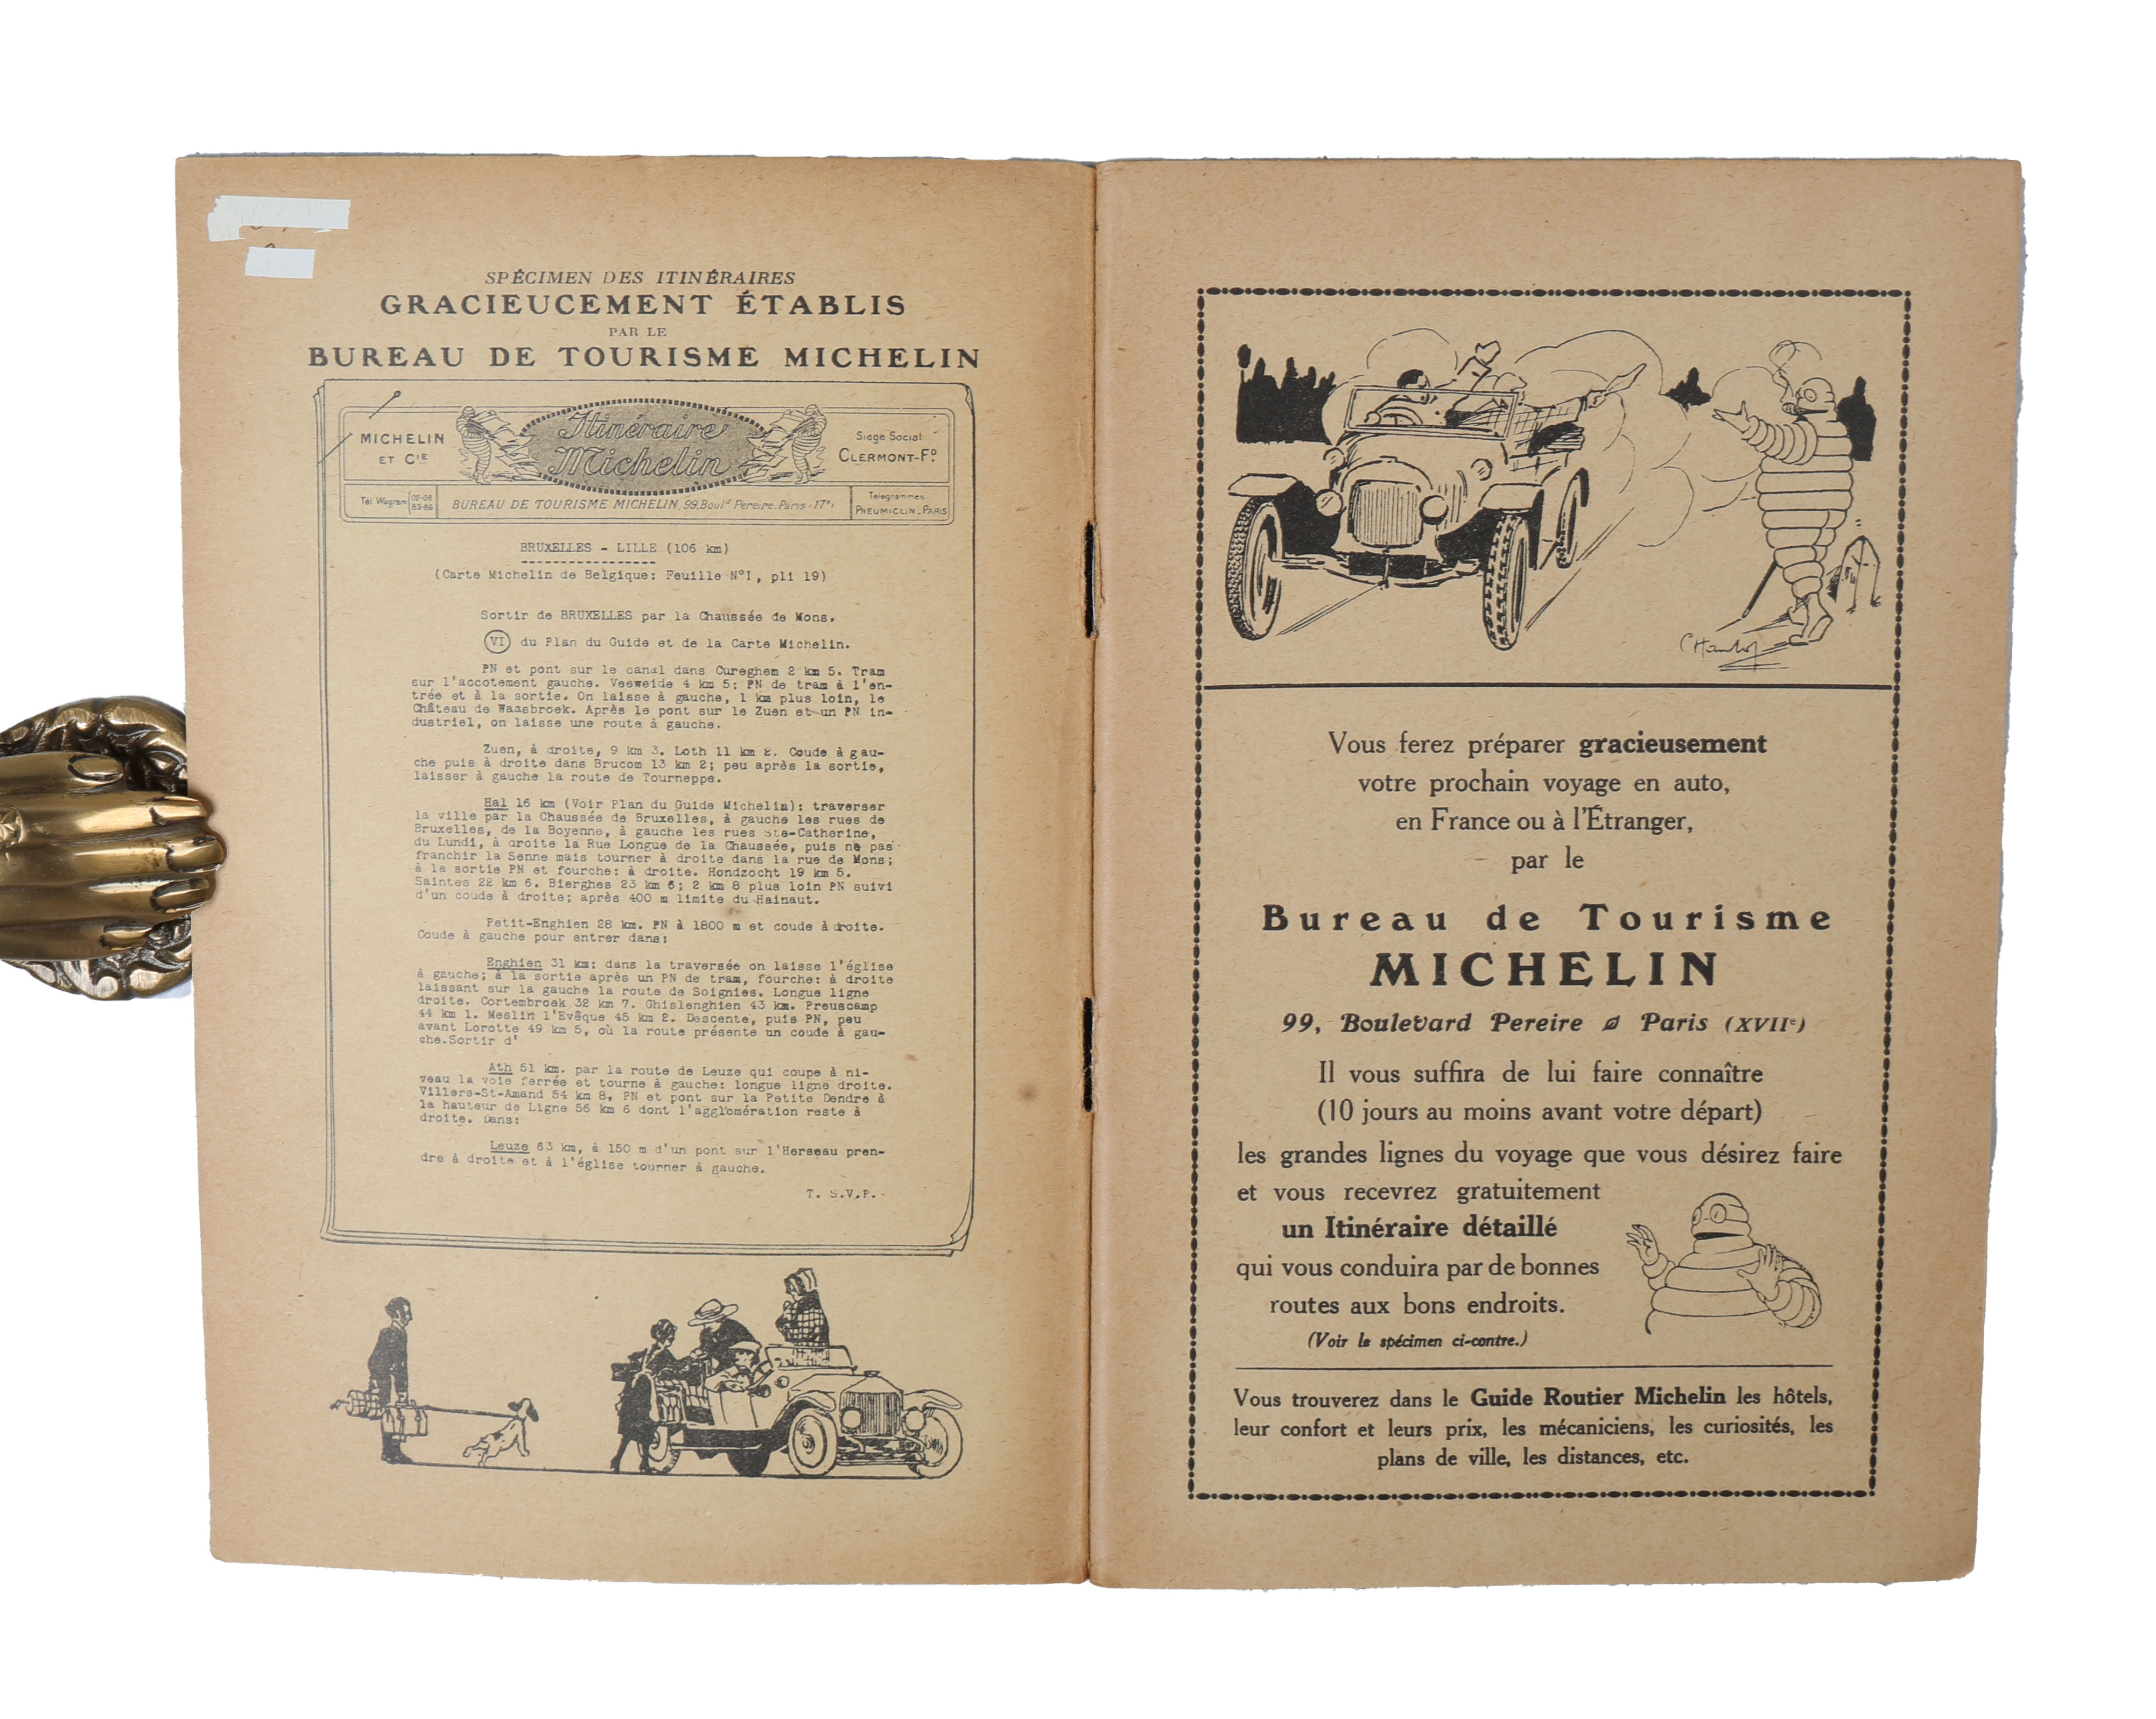 SPÉCIMEN DES ITINÉRAIRES
GRACIEUCEMENT ÉTABLIS
PAR LE
BUREAU DE TOURISME MICHELIN
MICHELIN
ET Cie
Itinéraire
Michelin
Siège Social
CLERMONT-Fd
Tél. Wagram
BUREAU DE TOURISME MICHELIN, 99, Bould Pereire, Paris-17e
Telegrammes
PNEUMICLIN-PARIS
BRUXELLES - LILLE (106 km)
(Carte Michelin de Belgique: Feuille N°I, pli 19)
Sortir de BRUXELLES par la Chaussée de Mons.
VI du Plan du Guide et de la Carte Michelin.
PN et pont sur le canal dans Cureghem 2 km 5. Tram
sur l'accotement gauche. Veeweide 4 km 5: PN de tram à l'en-
trée et à la sortie. On laisse à gauche, 1 km plus loin, le
Château de Waasbroek. Après le pont sur le Zuen et un PN in-
dustriel, on laisse une route à gauche.
Zuen, à droite, 9 km 3. Loth 11 km 2. Coude à gau-
che puis à droite dans Brucom 13 km 2; peu après la sortie,
laisser à gauche la route de Tourneppe.
Hal 16 km (Voir Plan du Guide Michelin): traverser
la ville par la Chaussée de Bruxelles, à gauche les rues de
Bruxelles, de la Boyenne, à gauche les rues Ste-Catherine,
du Lundi, à droite la Rue Longue de la Chaussée, puis ne pas
franchir la Senne mais tourner à droite dans la rue de Mons;
à la sortie PN et fourche: à droite. Hondzocht 19 km 5.
Saintes 22 km 6. Bierghes 23 km 6; 2 km 8 plus loin PN suivi
d'un coude à droite; après 400 m limite du Hainaut.
Petit-Enghien 28 km. PN à 1800 m et coude à droite.
Coude à gauche pour entrer dans:
Enghien 31 km: dans la traversée on laisse l'église
à gauche; à la sortie après un PN de tram, fourche: à droite
laissant sur la gauche la route de Soignies. Longue ligne
droite. Cortembroek 32 km 7. Ghislenghien 43 km. Preuscamp
44 km 1. Meslin l'Evêque 45 km 2. Descente, puis PN, peu
avant Lorotte 49 km 5, où la route présente un coude à gau-
che.Sortir d'
Ath 51 km. par la route de Leuze qui coupe à ni-
veau la voie ferrée et tourne à gauche: longue ligne droite.
Villers-St-Amand 54 km 8. PN et pont sur la Petite Dendre à
la hauteur de Ligne 56 km 6 dont l'agglomération reste à
droite. Dans:
Leuze 63 km, à 150 m d'un pont sur l'Herseau pren-
dre à droite et à l'église tourner à gauche.
T. S.V.P.
Vous ferez préparer gracieusement
votre prochain voyage en auto,
en France ou à l'Étranger,
par le
Bureau de Tourisme
MICHELIN
99, Boulevard Pereire Paris (XVIIe)
Il vous suffira de lui faire connaître
(10 jours au moins avant votre départ)
les grandes lignes du voyage que vous désirez faire
et vous recevrez gratuitement
un Itinéraire détaillé
qui vous conduira par de bonnes
routes aux bons endroits.
(Voir le spécimen ci-contre.)
Vous trouverez dans le Guide Routier Michelin les hôtels,
leur confort et leurs prix, les mécaniciens, les curiosités, les
plans de ville, les distances, etc.